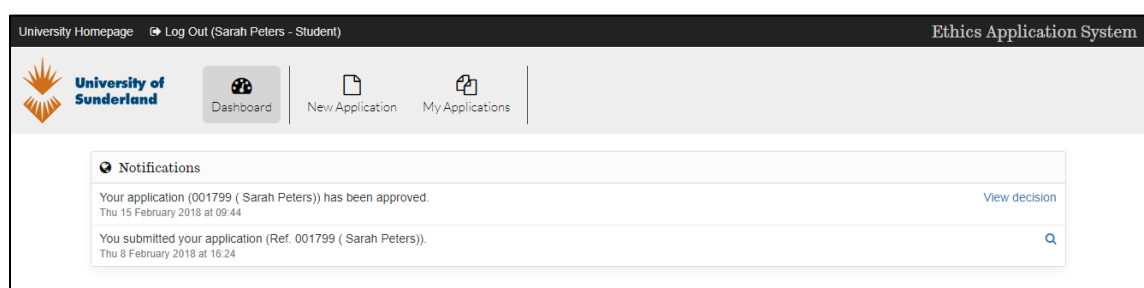 University Homepage Log Out (Sarah Peters - Student) Ethics Application System
University of
Sunderland
Dashboard New Application My Applications
Notifications
Your application (001799 ( Sarah Peters)) has been approved. View decision
Thu 15 February 2018 at 09:44
You submitted your application (Ref. 001799 ( Sarah Peters)).
Thu 8 February 2018 at 16:24